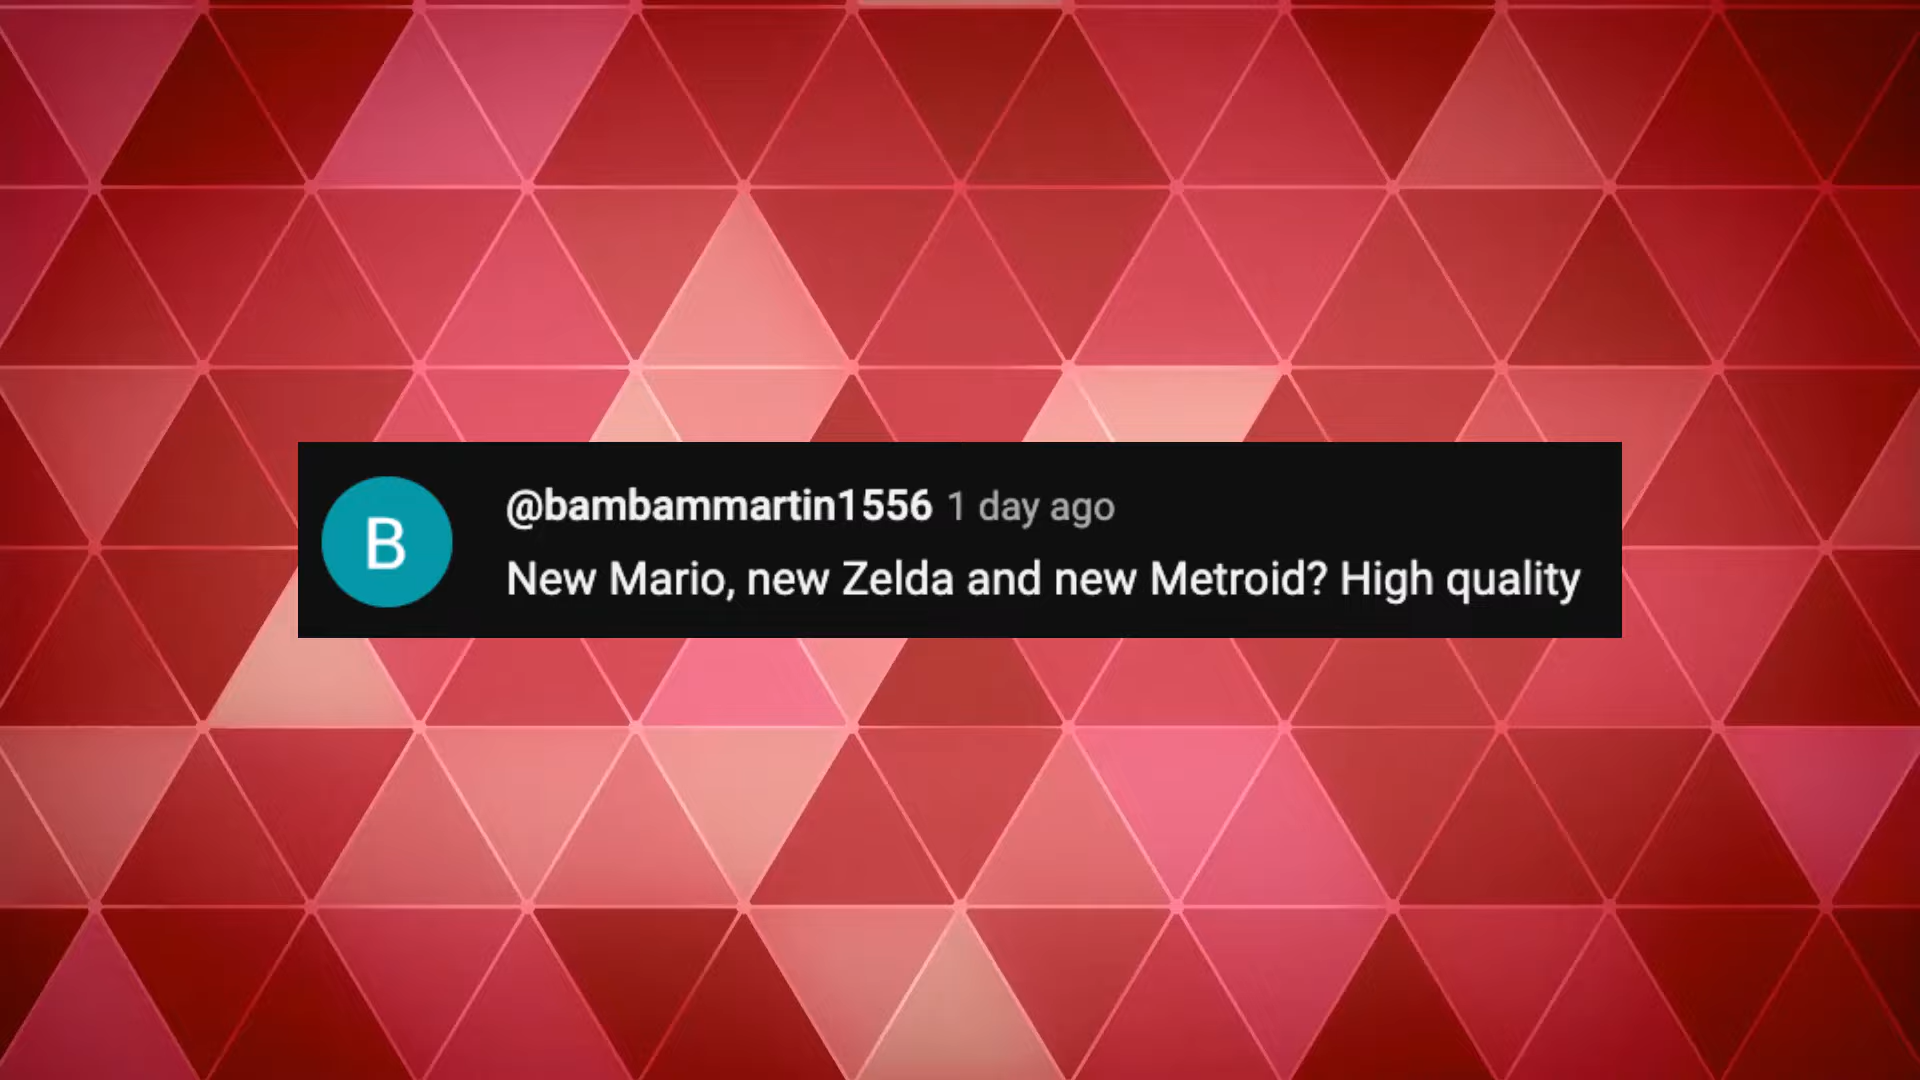 B
@bambammartin1556 1 day ago
New Mario, new Zelda and new Metroid? High quality